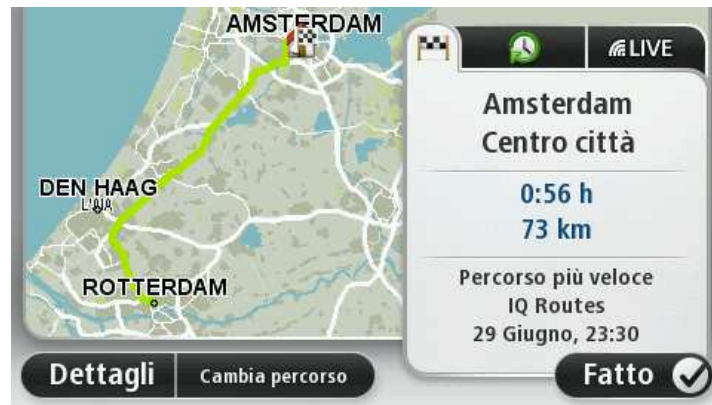 AMSTERDAM
DEN HAAG
L'AIA
ROTTERDAM
LIVE
Amsterdam
Centro città
0:56 h
73 km
Percorso più veloce
IQ Routes
29 Giugno, 23:30
Dettagli
Cambia percorso
Fatto